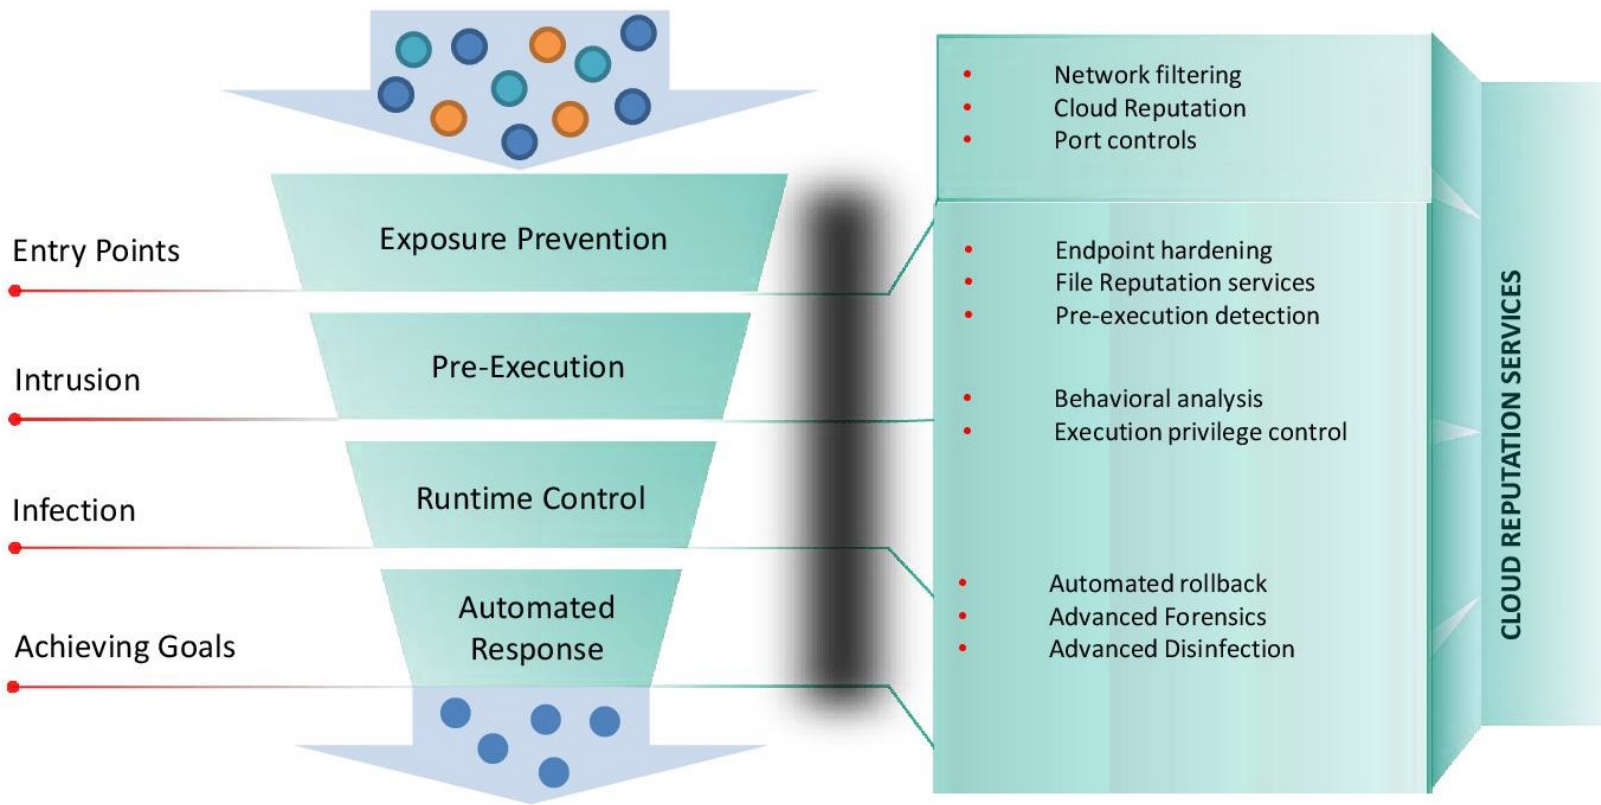 Entry Points
Intrusion
Infection
Achieving Goals
Exposure Prevention
Pre-Execution
Runtime Control
Automated
Response
• Network filtering
• Cloud Reputation
• Port controls
• Endpoint hardening
• File Reputation services
• Pre-execution detection
• Behavioral analysis
• Execution privilege control
• Automated rollback
• Advanced Forensics
• Advanced Disinfection
CLOUD REPUTATION SERVICES